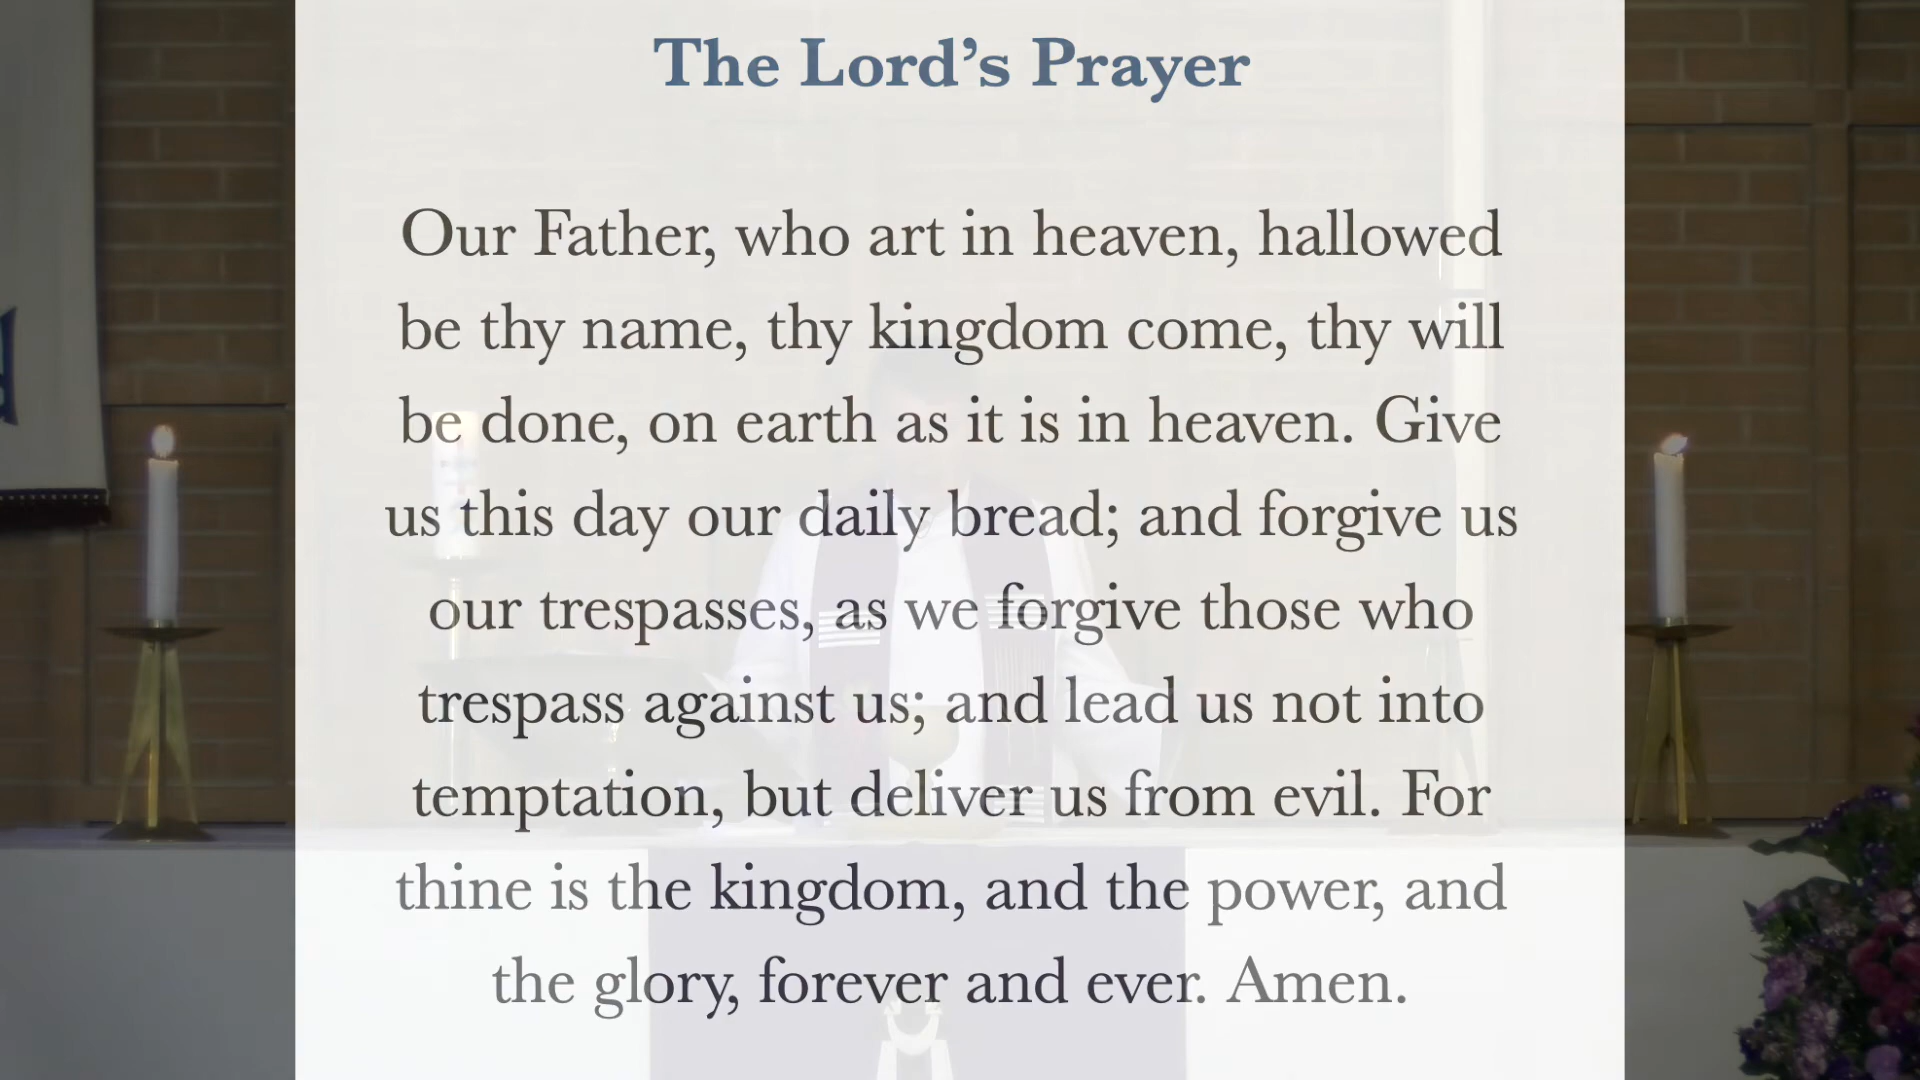 The Lord’s Prayer
Our Father, who art in heaven, hallowed
be thy name, thy kingdom come, thy will
be done, on earth as it is in heaven. Give
us this day our daily bread; and forgive us
our trespasses, as we forgive those who
trespass against us; and lead us not into
temptation, but deliver us from evil. For
thine is the kingdom, and the power, and
the glory, forever and ever. Amen.